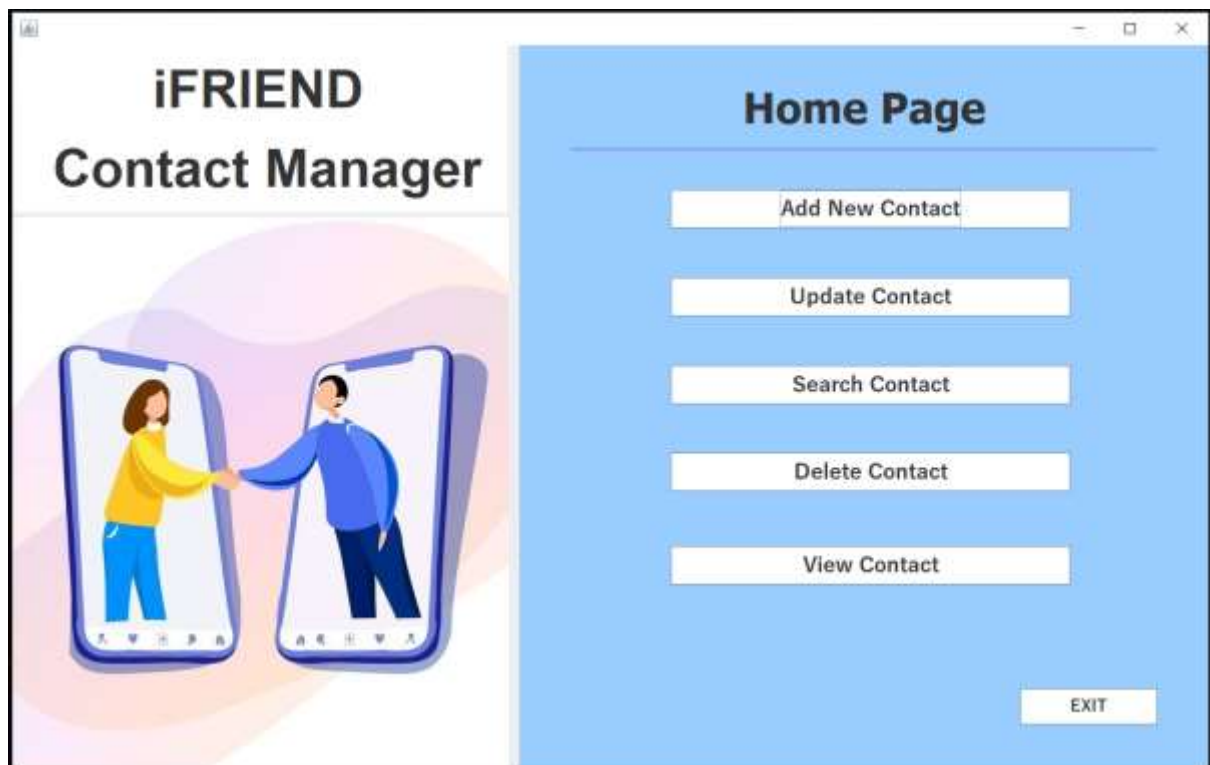 iFRIEND
Contact Manager
Home Page
Add New Contact
Update Contact
Search Contact
Delete Contact
View Contact
EXIT